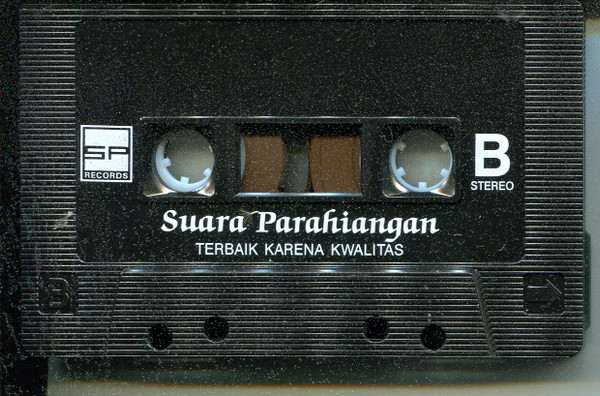 SP
RECORDS
B
STEREO
Suara Parahiangan
TERBAIK KARENA KWALITAS